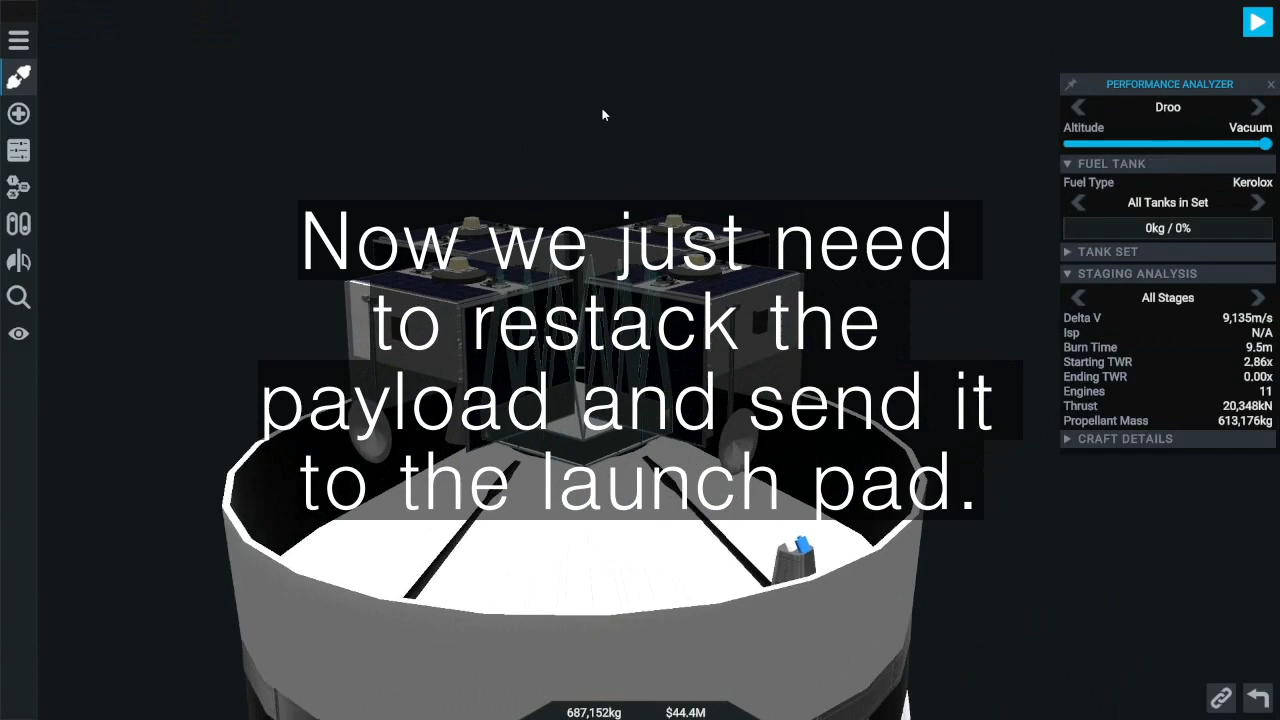 PERFORMANCE ANALYZER
Droo
Altitude Vacuum
FUEL TANK
Fuel Type Kerolox
All Tanks in Set
0kg / 0%
TANK SET
STAGING ANALYSIS
All Stages
Delta V 9,135m/s
Isp N/A
Burn Time 9.5m
Starting TWR 2.86x
Ending TWR 0.00x
Engines 11
Thrust 20,348kN
Propellant Mass 613,176kg
CRAFT DETAILS
Now we just need
to restack the
payload and send it
to the launch pad.
687,152kg $44.4M